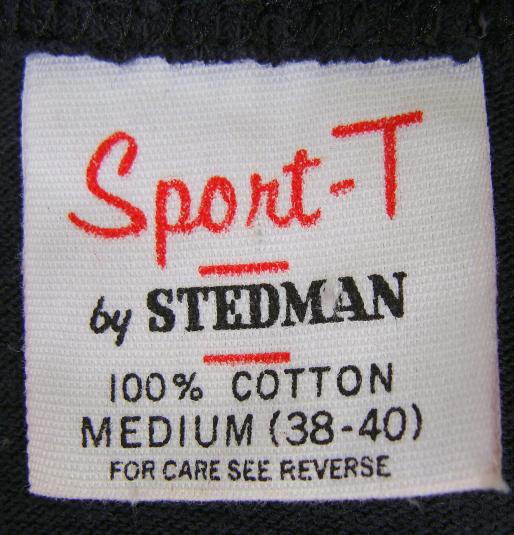 Sport-T
by STEDMAN
100% COTTON
MEDIUM (38-40)
FOR CARE SEE REVERSE